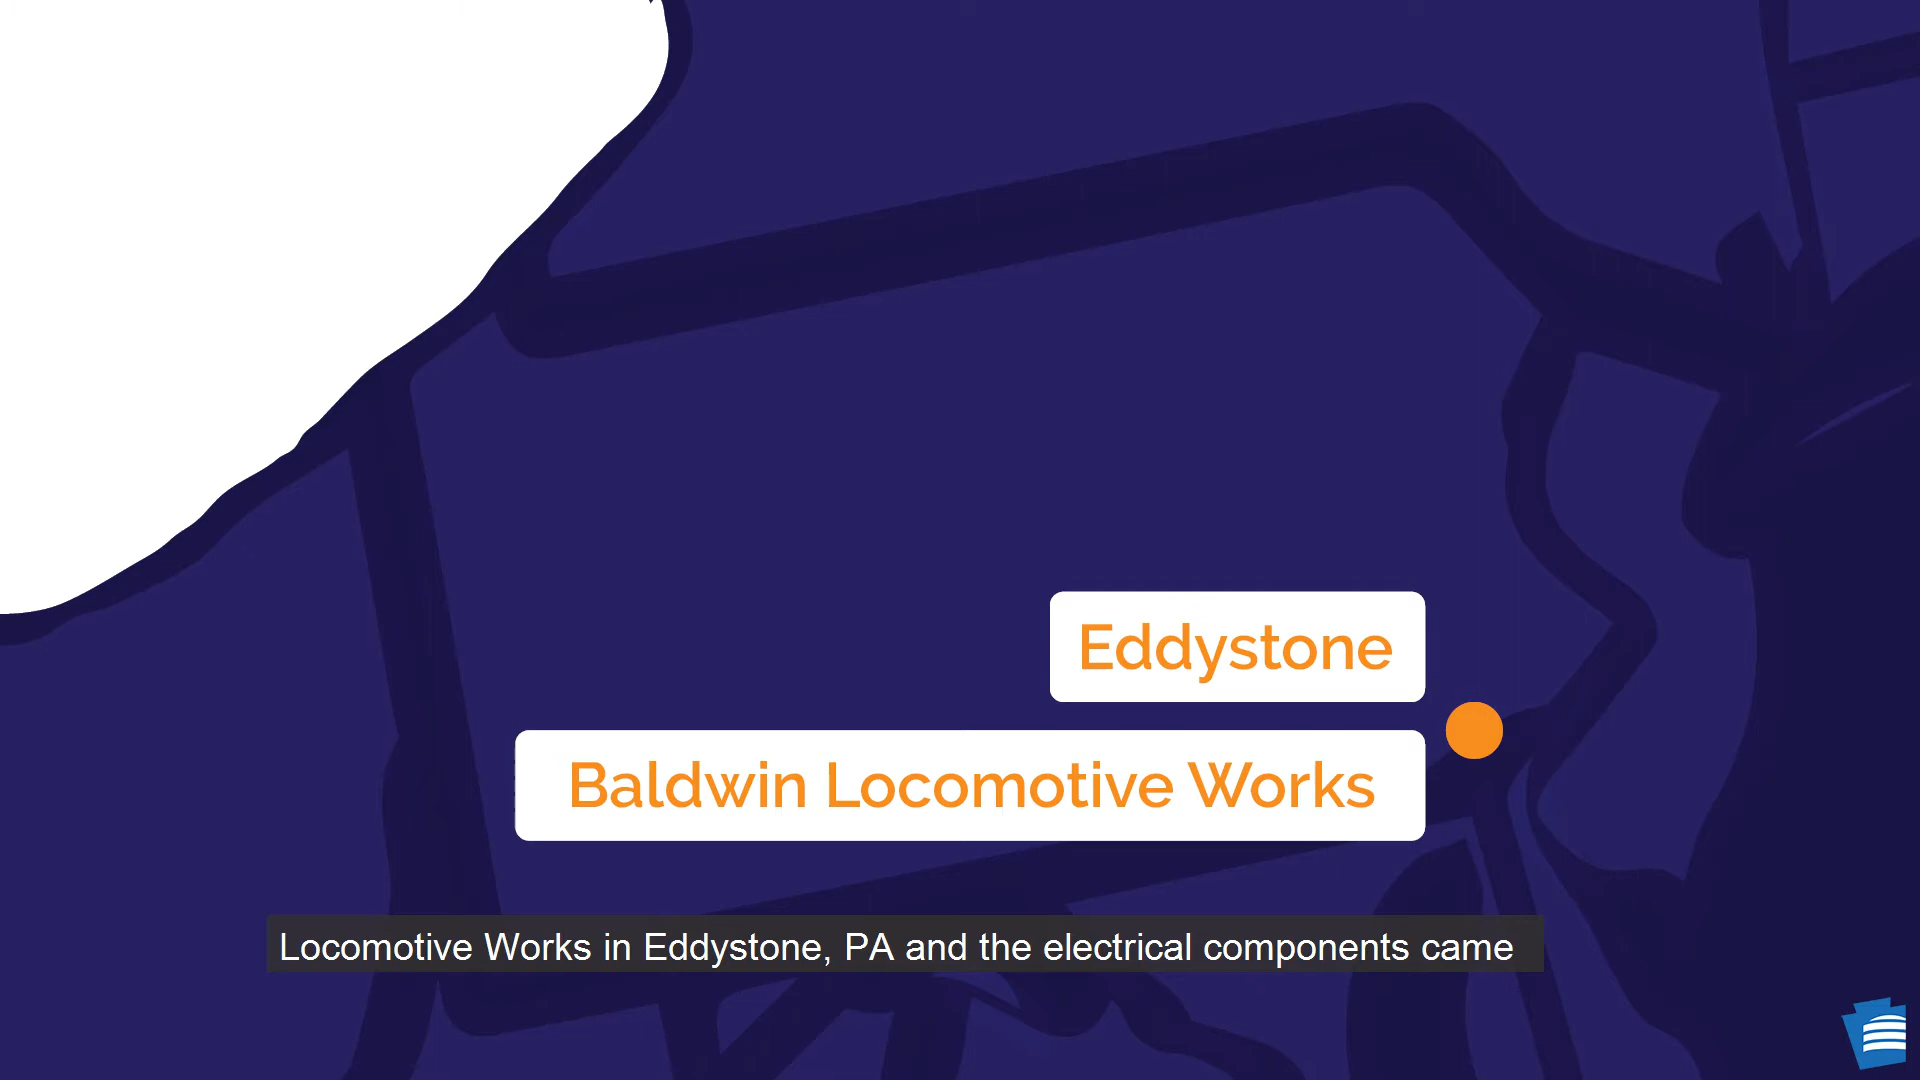 Eddystone
Baldwin Locomotive Works
Locomotive Works in Eddystone, PA and the electrical components came